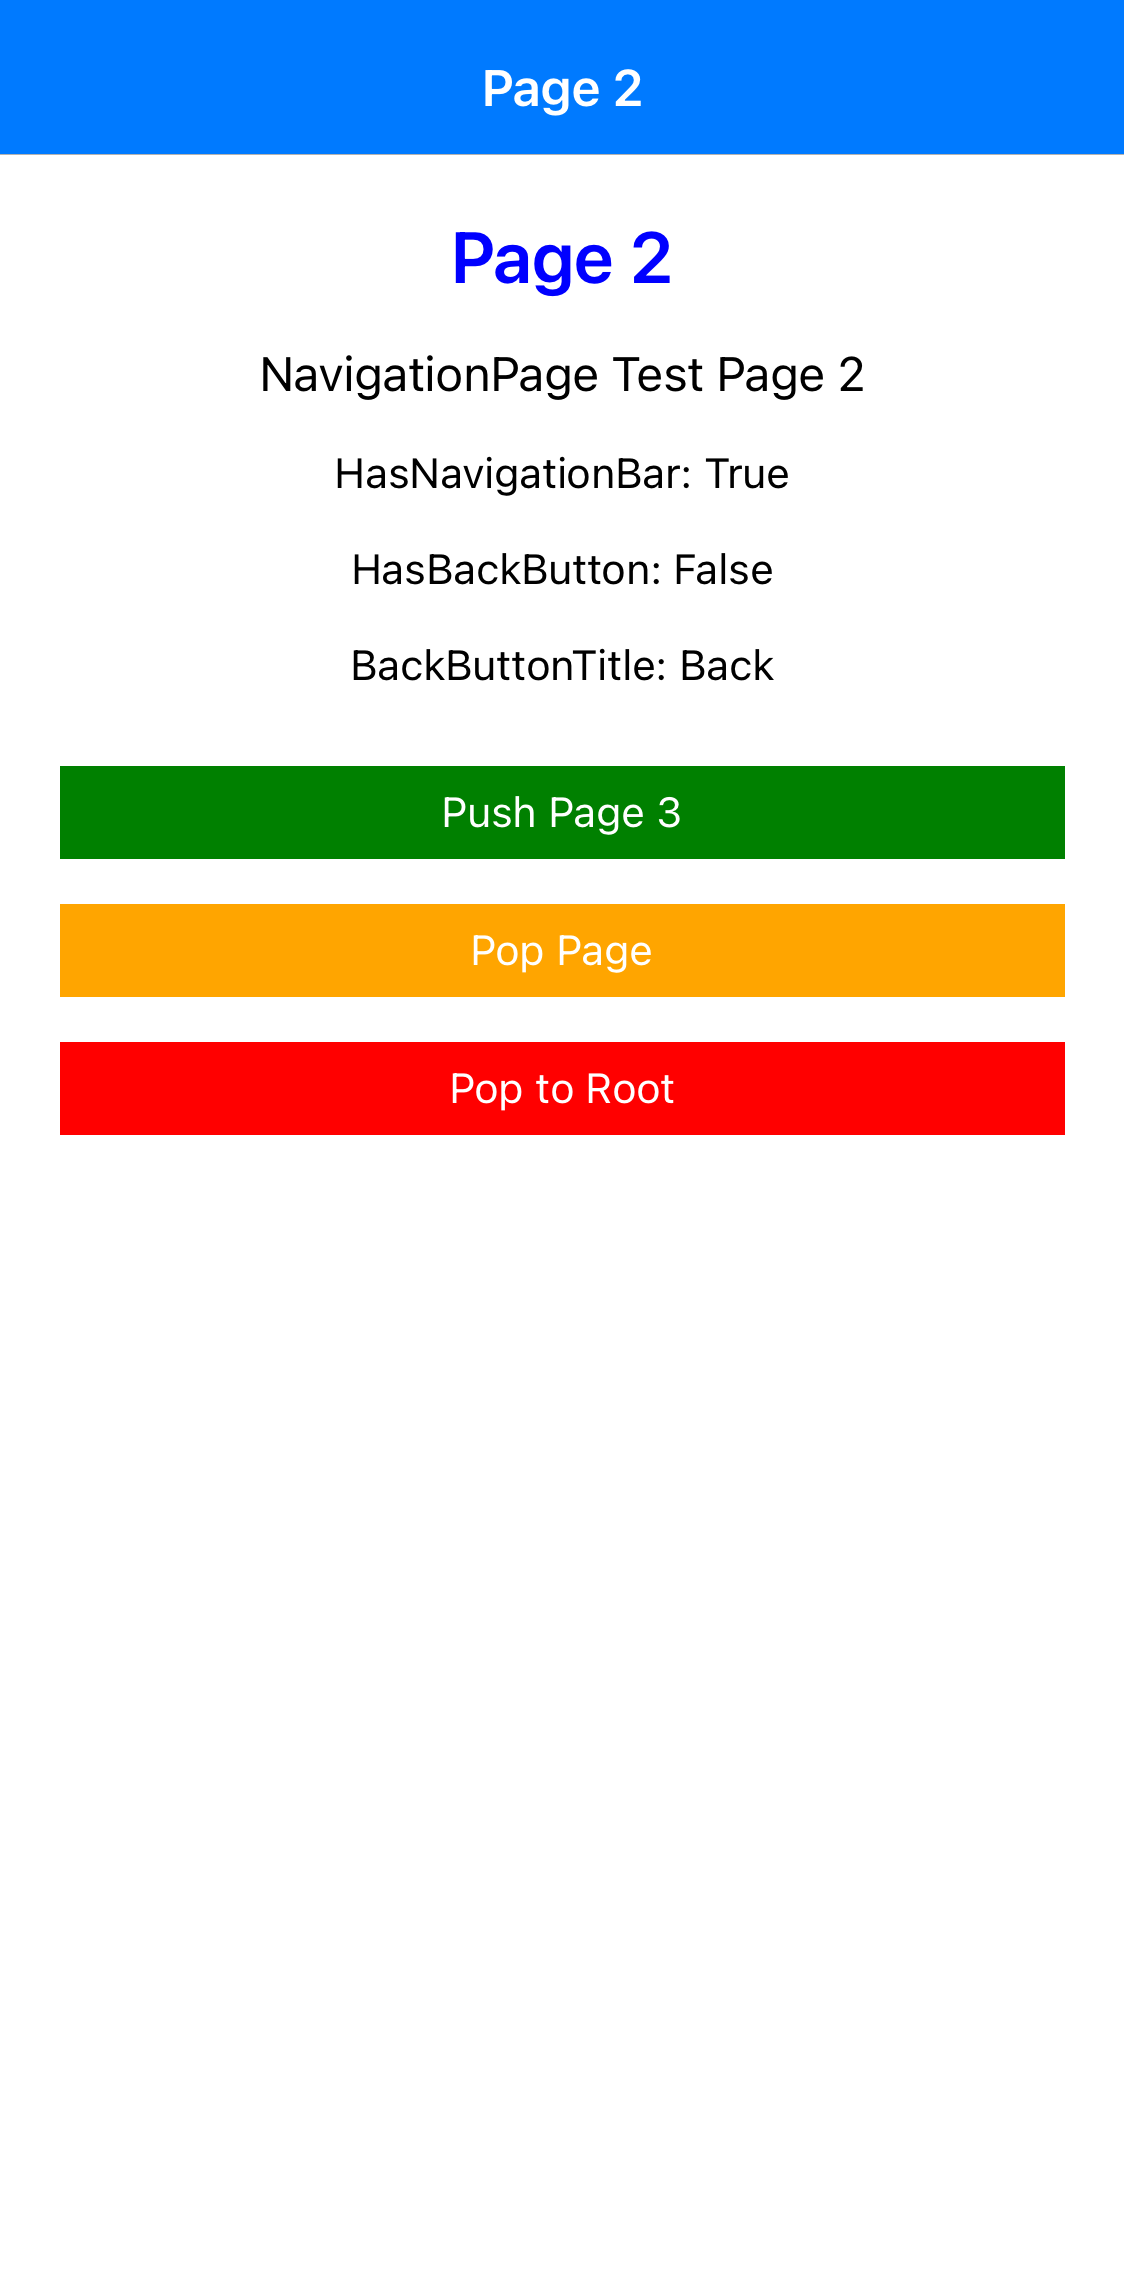 Page 2
Page 2
NavigationPage Test Page 2
HasNavigationBar: True
HasBackButton: False
BackButtonTitle: Back
Push Page 3
Pop Page
Pop to Root